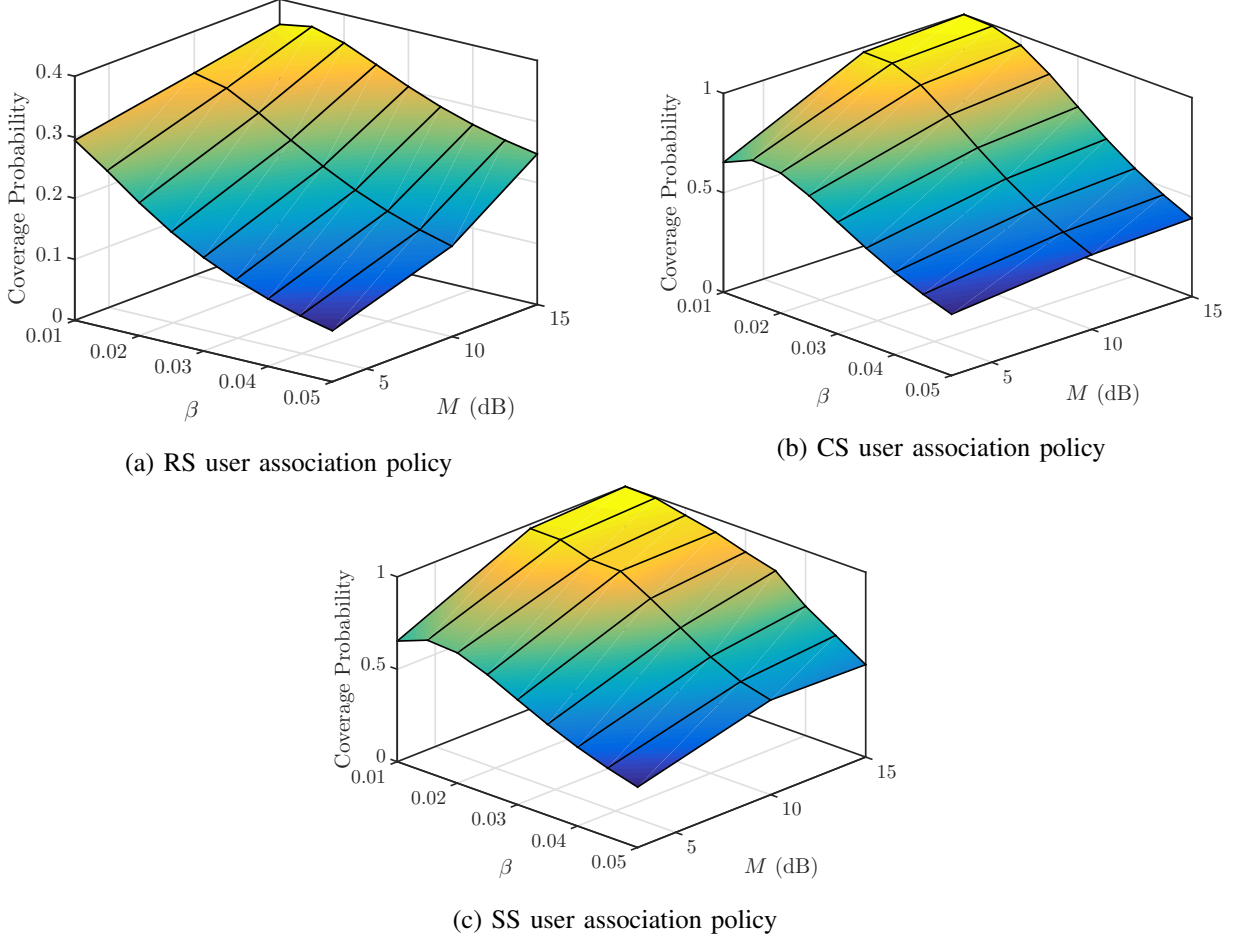 0.4
0.3
0.2
0.1
0
Coverage Probability
0.01
0.02
0.03
0.04
0.05
β
5
10
15
M (dB)
(a) RS user association policy
1
0.5
0
Coverage Probability
0.01
0.02
0.03
0.04
0.05
β
5
10
15
M (dB)
(b) CS user association policy
1
0.5
0
Coverage Probability
0.01
0.02
0.03
0.04
0.05
β
5
10
15
M (dB)
(c) SS user association policy